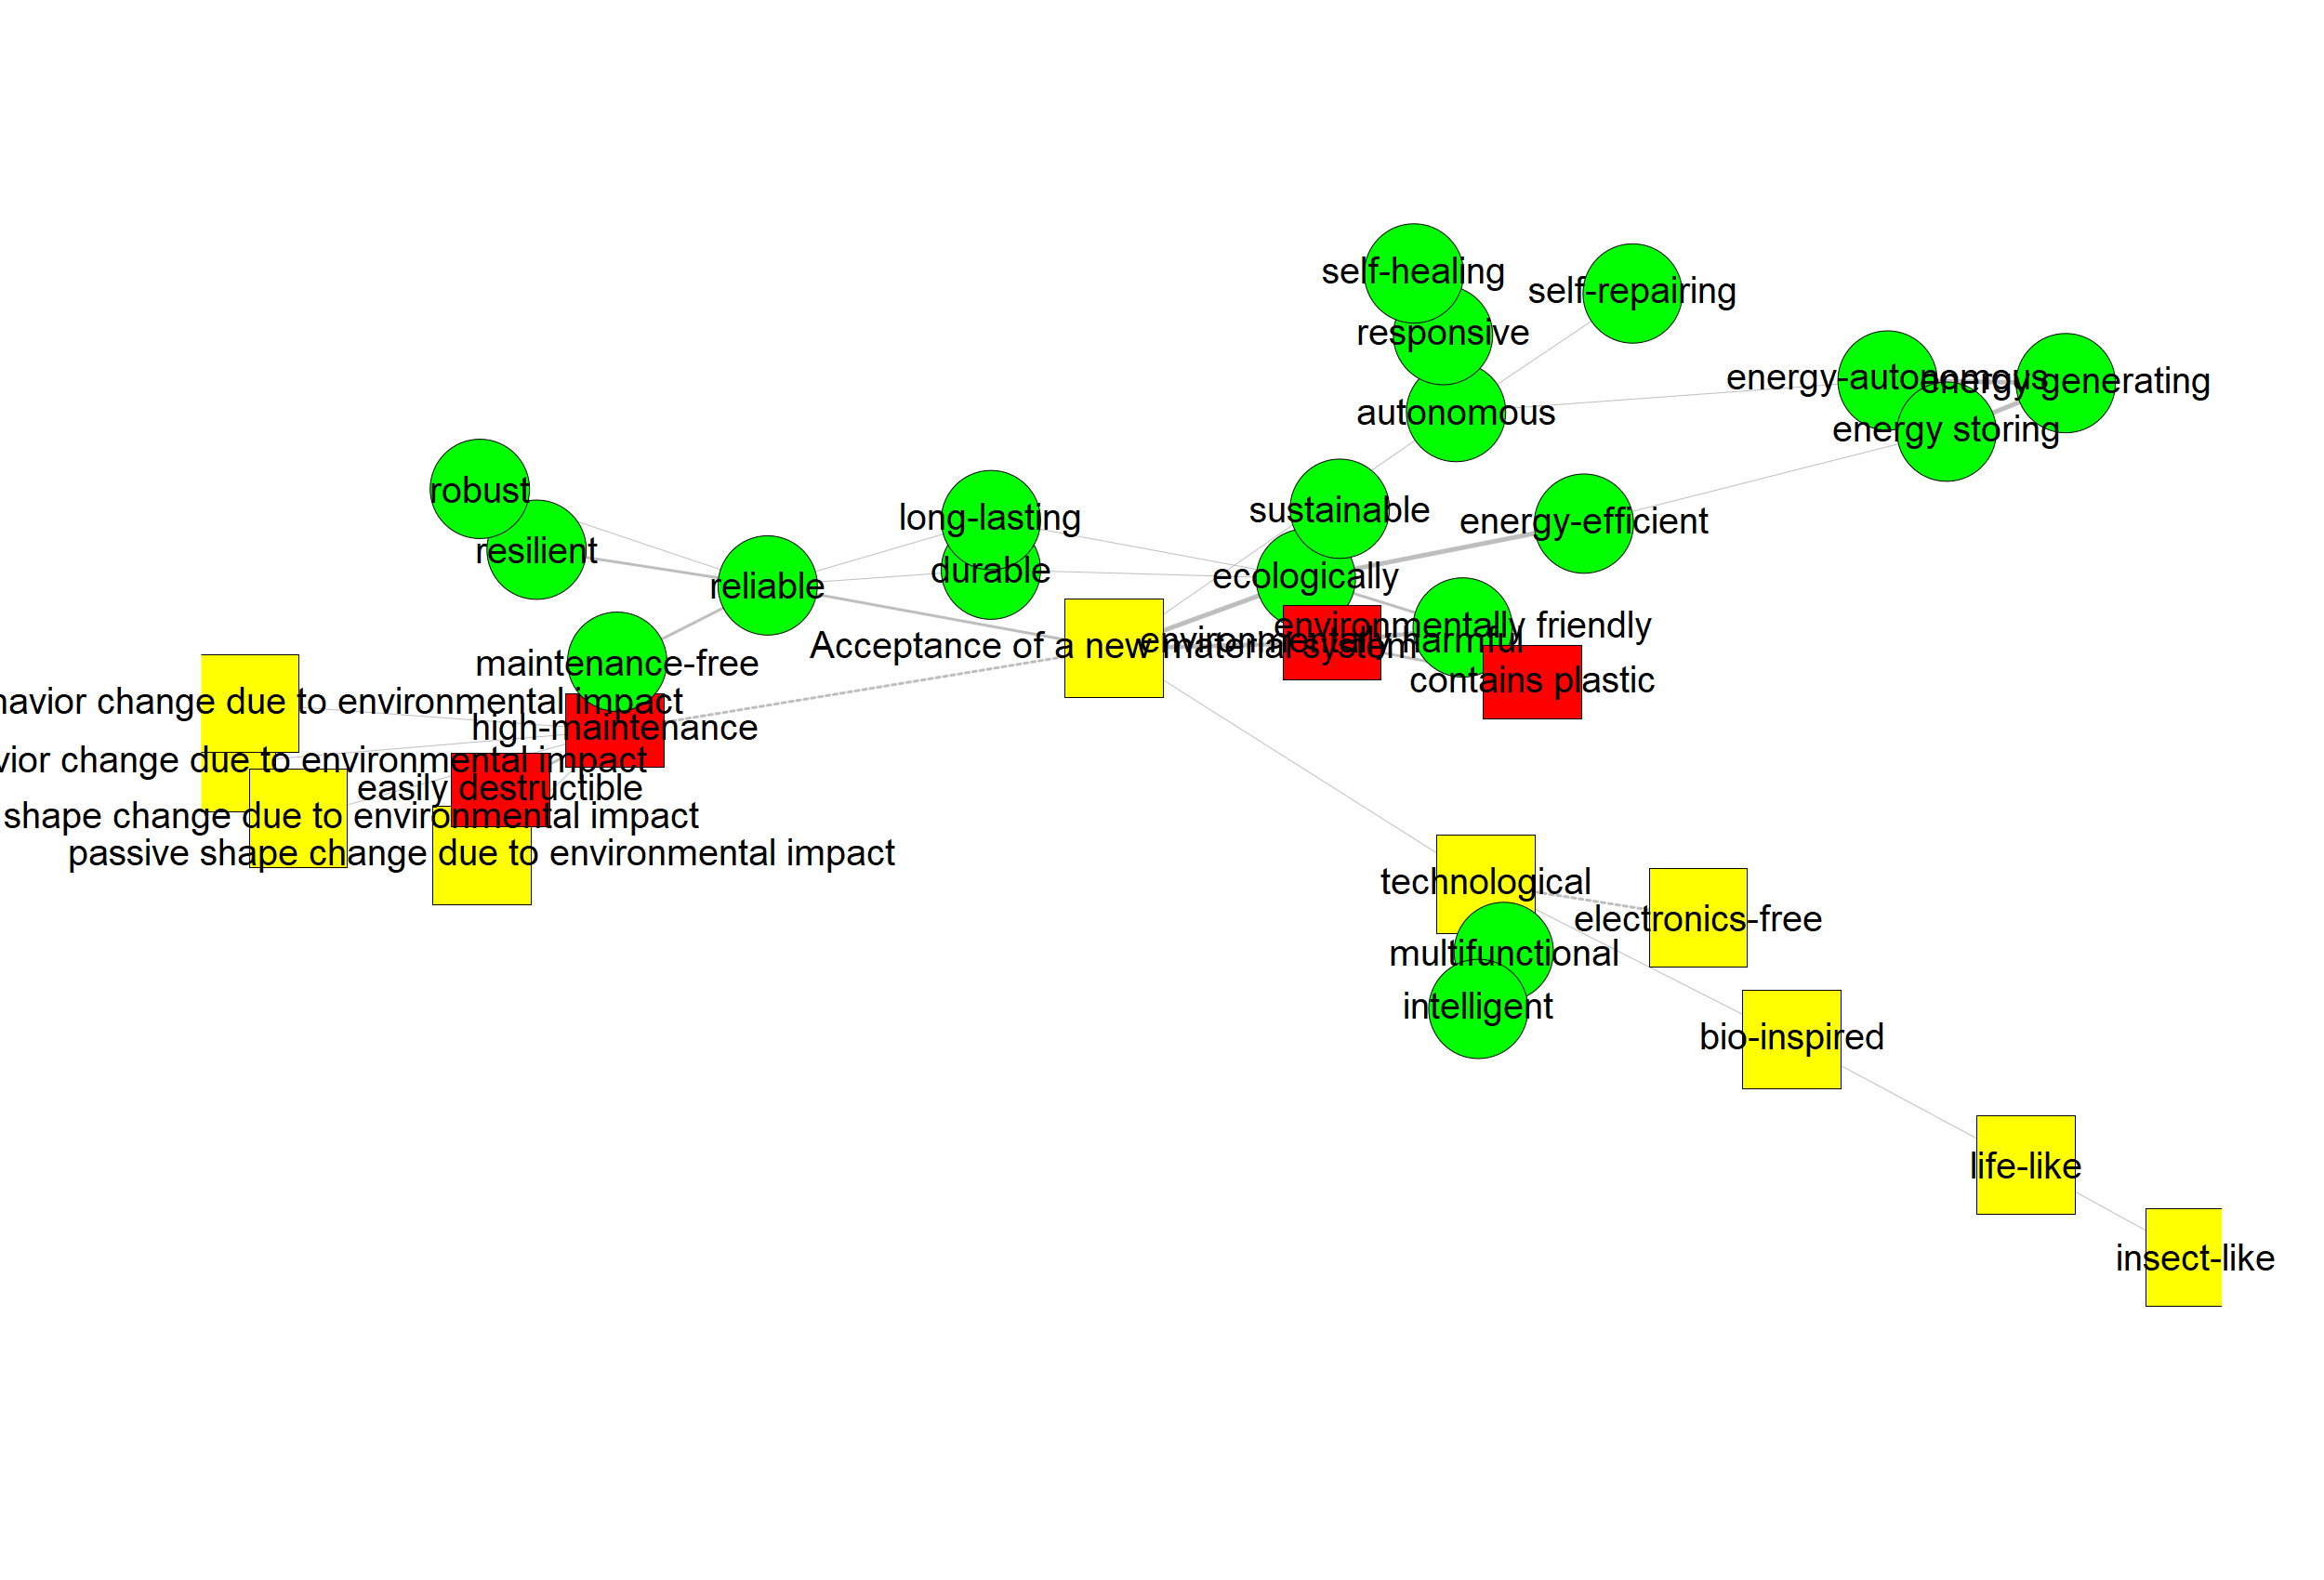 self-healing
self-repairing
responsive
energy-autonomous
energy generating
autonomous
energy storing
robust
long-lasting
sustainable
energy-efficient
resilient
durable
ecologically
reliable
environmentally friendly
environmentally harmful
Acceptance of a new material system
maintenance-free
contains plastic
change due to environmental impact
high-maintenance
change due to environmental impact
easily destructible
shape change due to environmental impact
passive shape change due to environmental impact
technological
electronics-free
multifunctional
intelligent
bio-inspired
life-like
insect-like